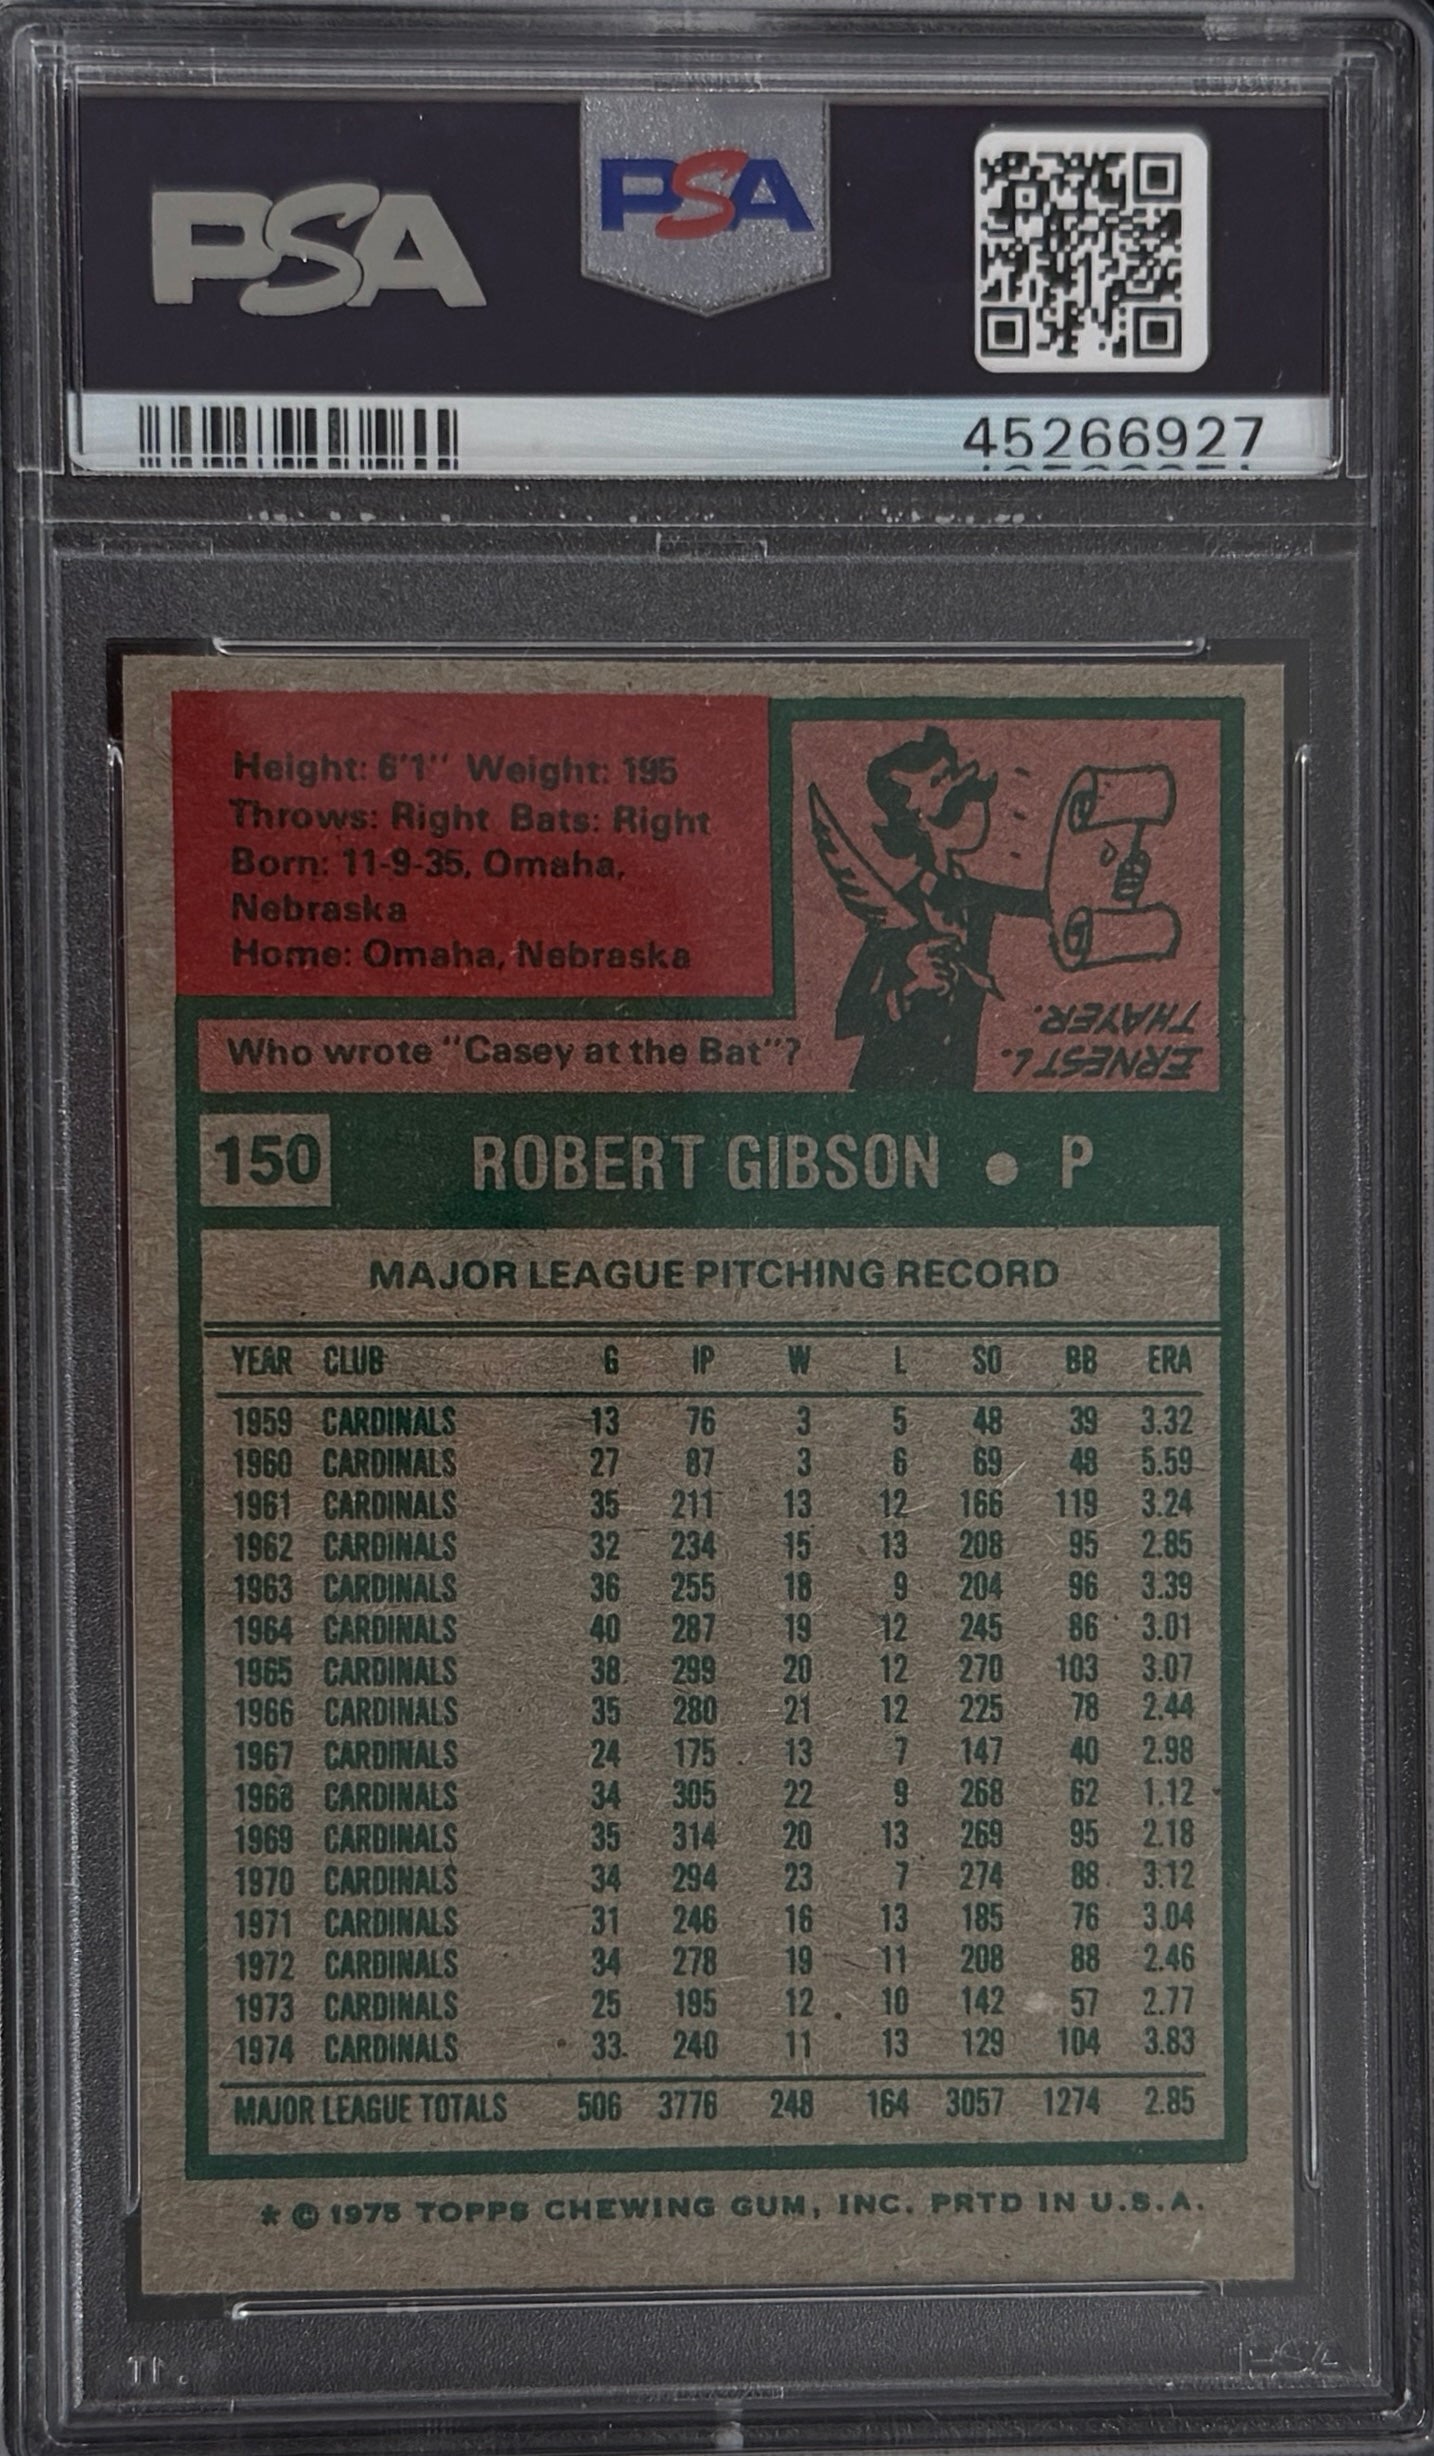 PSA
PSA
45266927
Height: 6'1" Weight: 195
Throws: Right Bats: Right
Born: 11-9-35, Omaha,
Nebraska
Home: Omaha, Nebraska
Who wrote "Casey at the Bat"?
ERNEST L.
THAYER.
150 ROBERT GIBSON • P
MAJOR LEAGUE PITCHING RECORD
YEAR CLUB G IP W L SO BB ERA
1959 CARDINALS 13 76 3 5 48 39 3.32
1960 CARDINALS 27 87 3 6 69 48 5.59
1961 CARDINALS 35 211 13 12 166 119 3.24
1962 CARDINALS 32 234 15 13 208 95 2.85
1963 CARDINALS 36 255 18 9 204 96 3.39
1964 CARDINALS 40 287 19 12 245 86 3.01
1965 CARDINALS 38 299 20 12 270 103 3.07
1966 CARDINALS 35 280 21 12 225 78 2.44
1967 CARDINALS 24 175 13 7 147 40 2.98
1968 CARDINALS 34 305 22 9 268 62 1.12
1969 CARDINALS 35 314 20 13 269 95 2.18
1970 CARDINALS 34 294 23 7 274 88 3.12
1971 CARDINALS 31 246 16 13 185 76 3.04
1972 CARDINALS 34 278 19 11 208 88 2.46
1973 CARDINALS 25 195 12 10 142 57 2.77
1974 CARDINALS 33 240 11 13 129 104 3.83
MAJOR LEAGUE TOTALS 506 3776 248 164 3057 1274 2.85
* © 1975 TOPPS CHEWING GUM, INC. PRTD IN U.S.A.